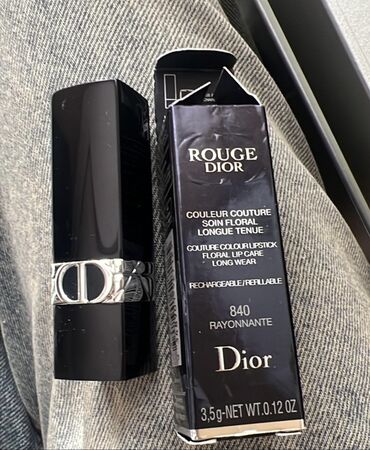 CD
ROUGE
DIOR
COULEUR COUTURE
SOIN FLORAL
LONGUE TENUE
COUTURE COLOUR LIPSTICK
FLORAL LIP CARE
LONG WEAR
RECHARGEABLE/REFILLABLE
840
RAYONNANTE
Dior
3,5g-NET WT.0.12 OZ